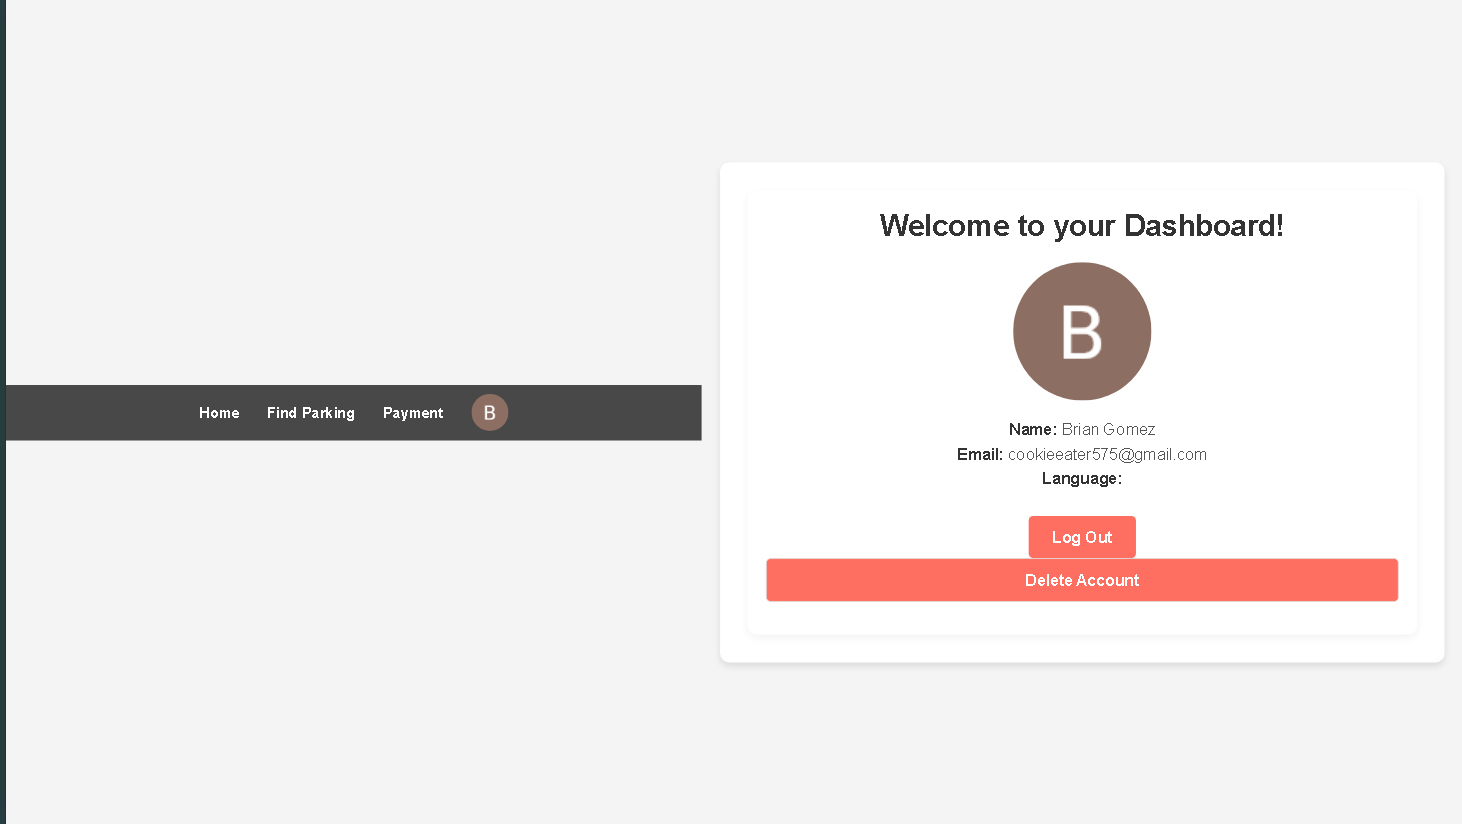 Home Find Parking Payment B
Welcome to your Dashboard!
B
Name: Brian Gomez
Email: cookieeater575@gmail.com
Language:
Log Out
Delete Account